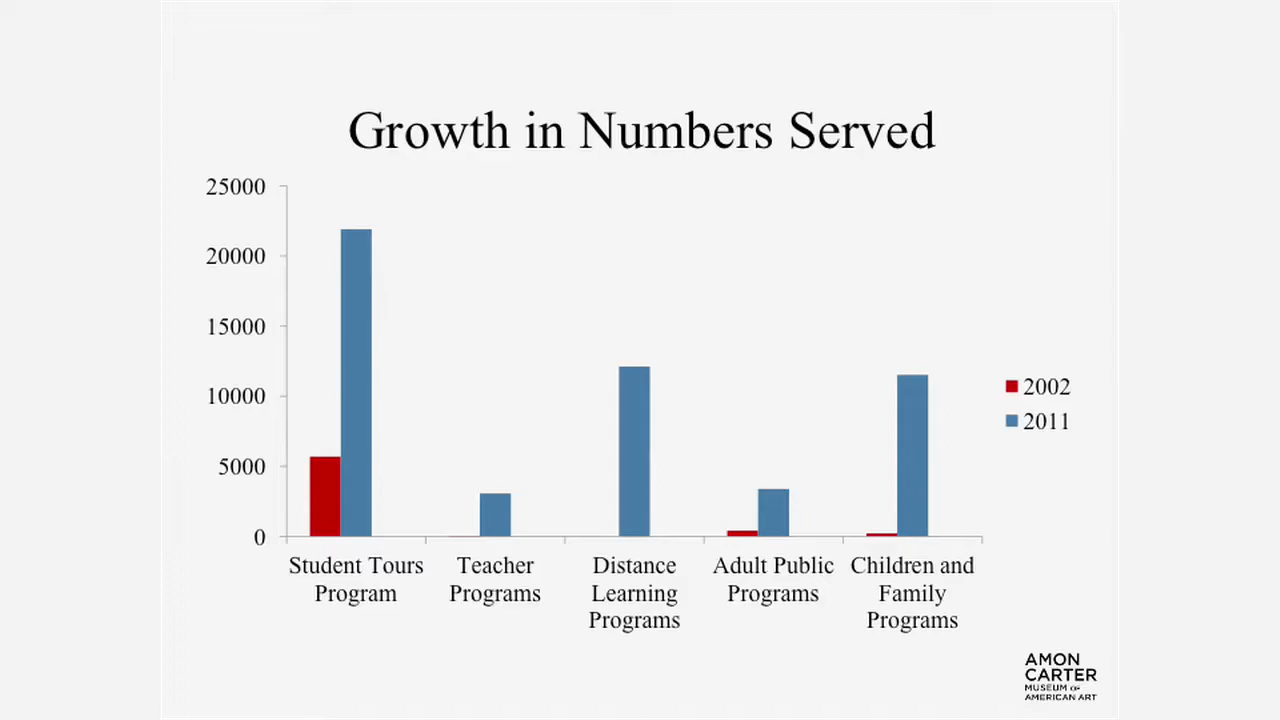 Growth in Numbers Served
25000
20000
15000
10000
5000
0
Student Tours
Program
Teacher
Programs
Distance
Learning
Programs
Adult Public
Programs
Children and
Family
Programs
2002
2011
AMON
CARTER
MUSEUM OF
AMERICAN ART